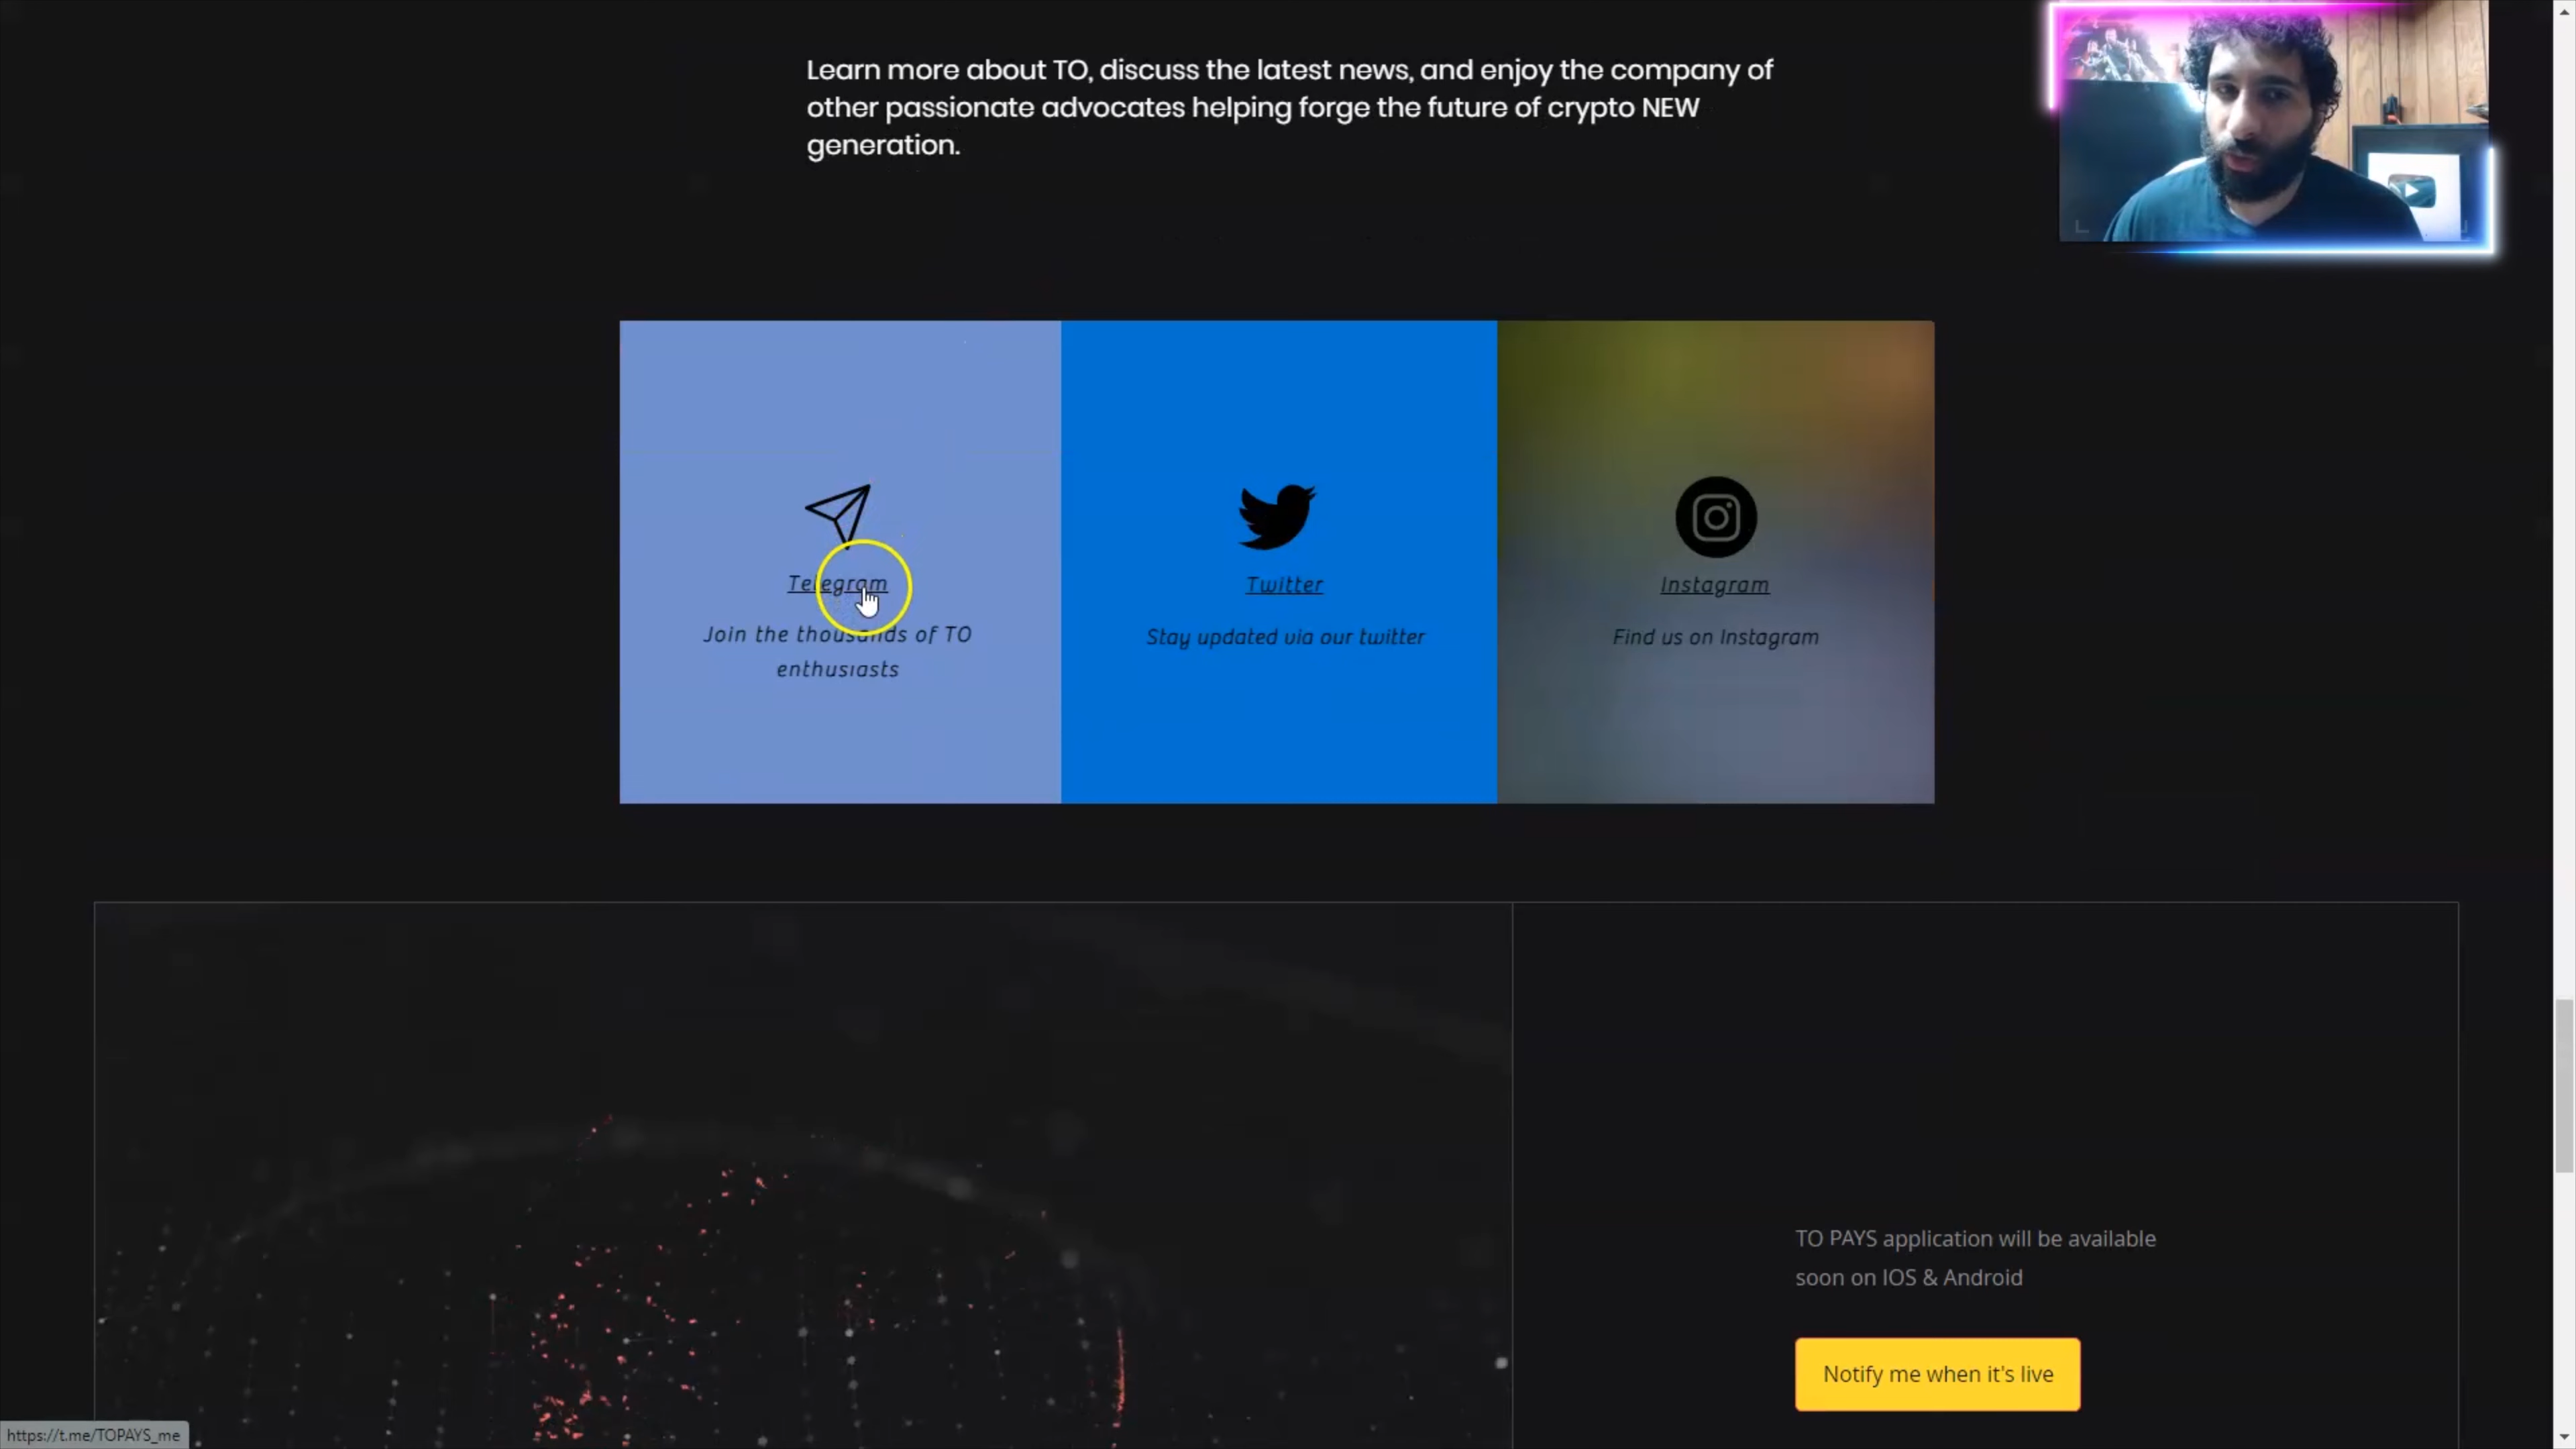 Learn more about TO, discuss the latest news, and enjoy the company of
other passionate advocates helping forge the future of crypto NEW
generation.
Telegram
Join the thousands of TO
enthusiasts
Twitter
Stay updated via our twitter
Instagram
Find us on Instagram
TO PAYS application will be available
soon on IOS & Android
Notify me when it's live
https://t.me/TOPAYS_me